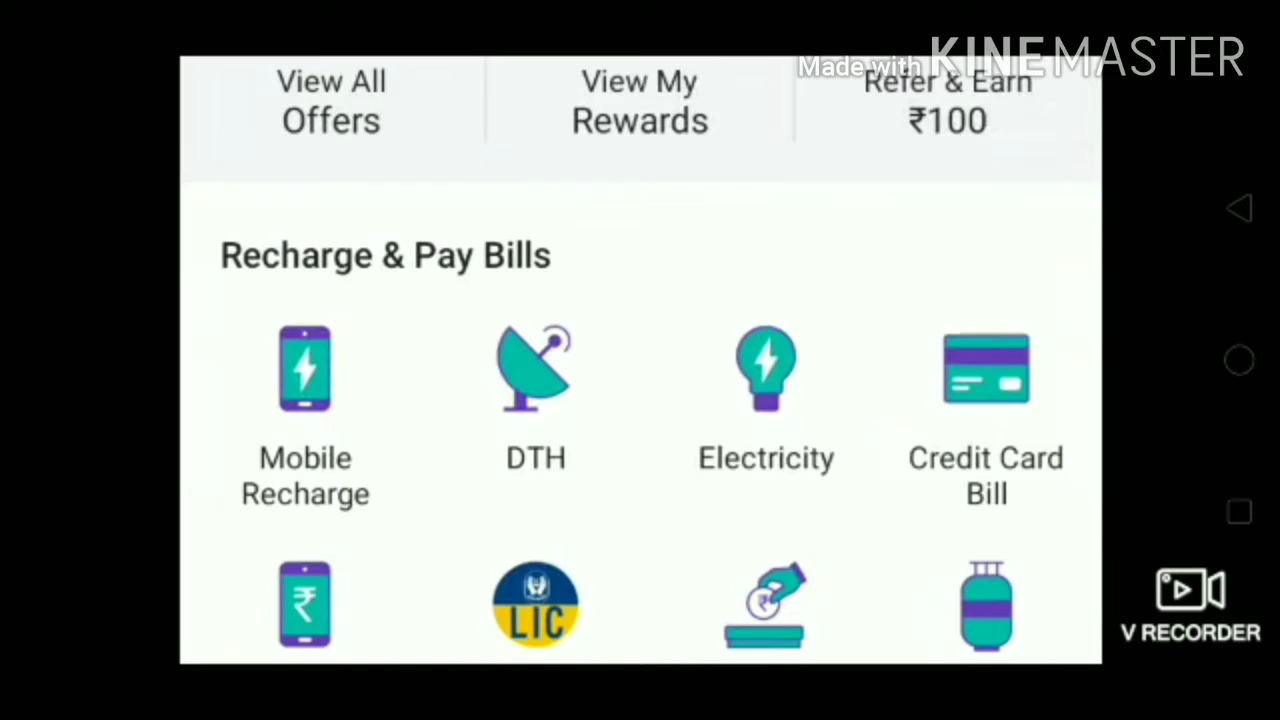 Made with KINEMASTER
View All
Offers
View My
Rewards
Refer & Earn
₹100
Recharge & Pay Bills
Mobile
Recharge
DTH
Electricity
Credit Card
Bill
₹
LIC
₹
V RECORDER